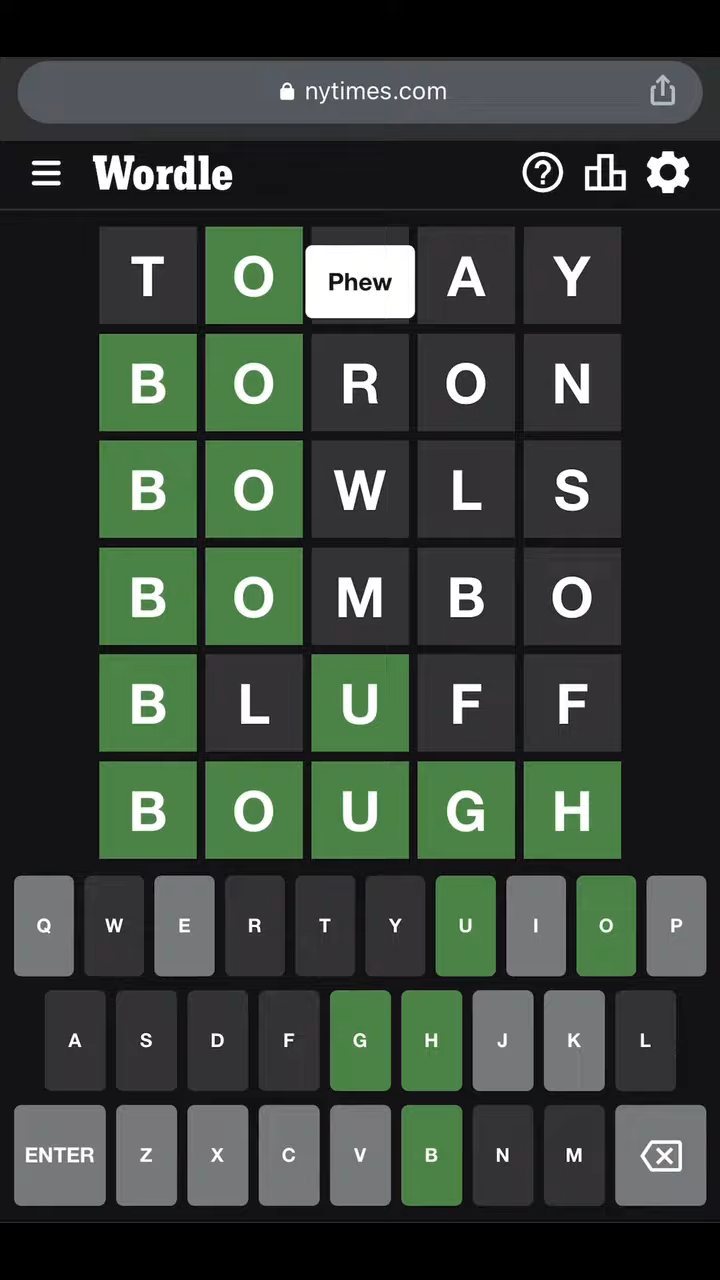 nytimes.com
Wordle
T O A Y
Phew
B O R O N
B O W L S
B O M B O
B L U F F
B O U G H
Q W E R T Y U I O P
A S D F G H J K L
ENTER Z X C V B N M